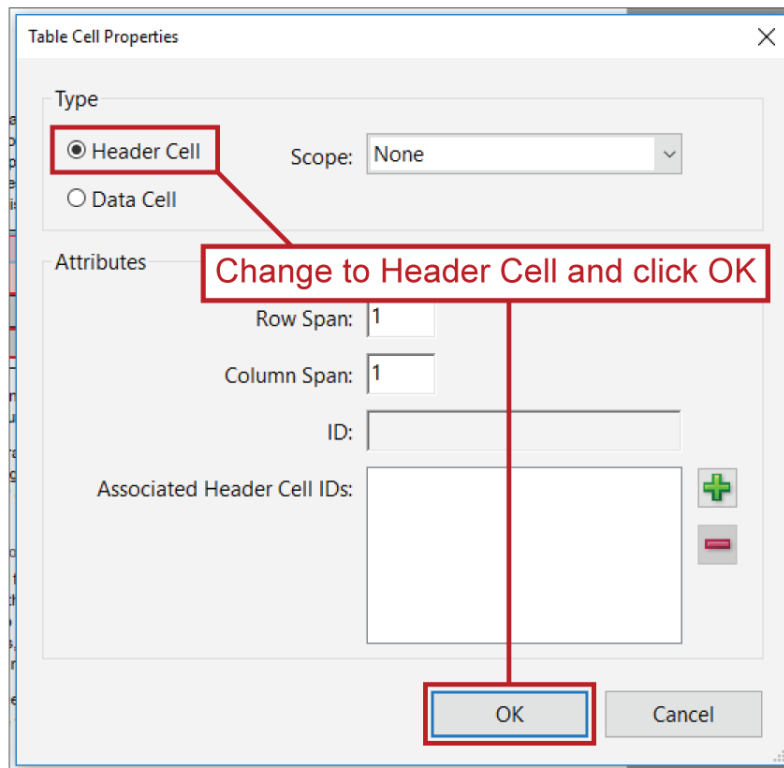 Table Cell Properties
Type
Header Cell
Scope: None
Data Cell
Attributes
Change to Header Cell and click OK
Row Span: 1
Column Span: 1
ID:
Associated Header Cell IDs:
OK Cancel